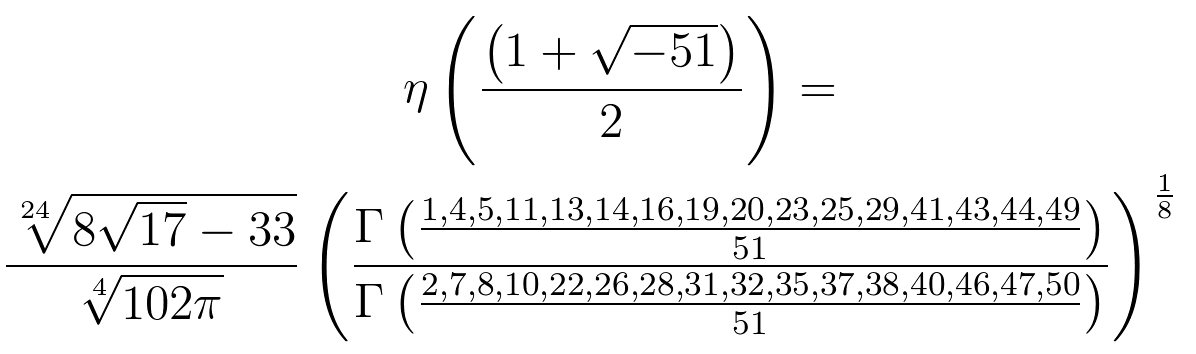 η ( (1 + √−51) / 2 ) =
²⁴√(8√17 − 33) / ⁴√(102π) ( Γ ( 1,4,5,11,13,14,16,19,20,23,25,29,41,43,44,49 / 51 ) / Γ ( 2,7,8,10,22,26,28,31,32,35,37,38,40,46,47,50 / 51 ) )^(1/8)